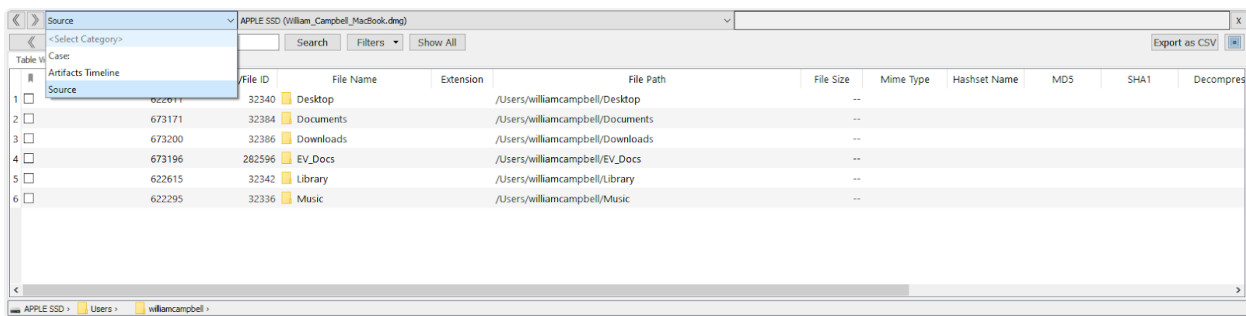 《 》 Source APPLE SSD (William_Campbell_MacBook.dmg) X
<Select Category> Search Filters Show All Export as CSV
Case:
Artifacts Timeline
Source
/File ID File Name Extension File Path File Size Mime Type Hashset Name MD5 SHA1 Decompres
1 32340 Desktop /Users/williamcampbell/Desktop --
2 673171 32384 Documents /Users/williamcampbell/Documents --
3 673200 32386 Downloads /Users/williamcampbell/Downloads --
4 673196 282596 EV_Docs /Users/williamcampbell/EV_Docs --
5 622615 32342 Library /Users/williamcampbell/Library --
6 622295 32336 Music /Users/williamcampbell/Music --
APPLE SSD › Users › williamcampbell ›